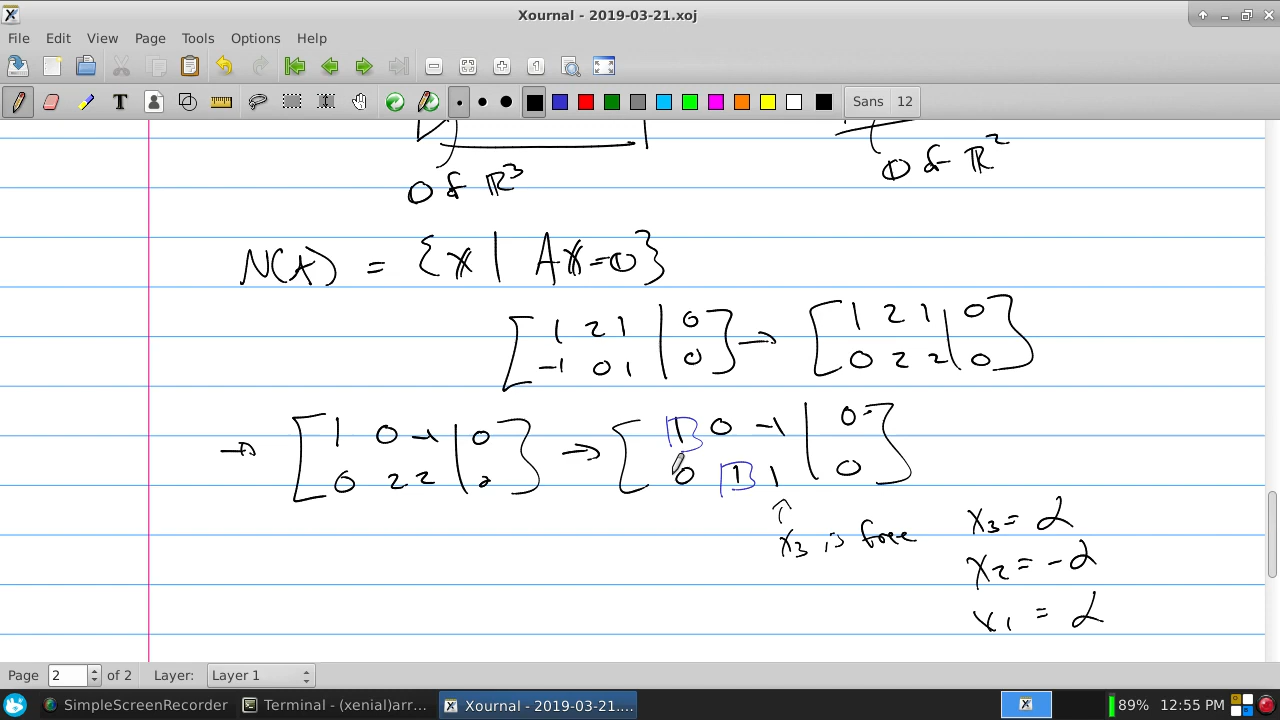 Xournal - 2019-03-21.xoj
File Edit View Page Tools Options Help
Sans 12
0 of ℝ³ 0 of ℝ²
N(A) = {x | Ax=0}
[1 2 1 | 0] → [1 2 1 | 0]
[-1 0 1 | 0] [0 2 2 | 0]
→ [1 0 -1 | 0] → [1 0 -1 | 0]
[0 2 2 | 0] [0 1 1 | 0]
↑
x₃ is free
x₃ = α
x₂ = -α
x₁ = α
Page 2 of 2 Layer: Layer 1
SimpleScreenRecorder Terminal - (xenial)arr... Xournal - 2019-03-21.... 89% 12:55 PM